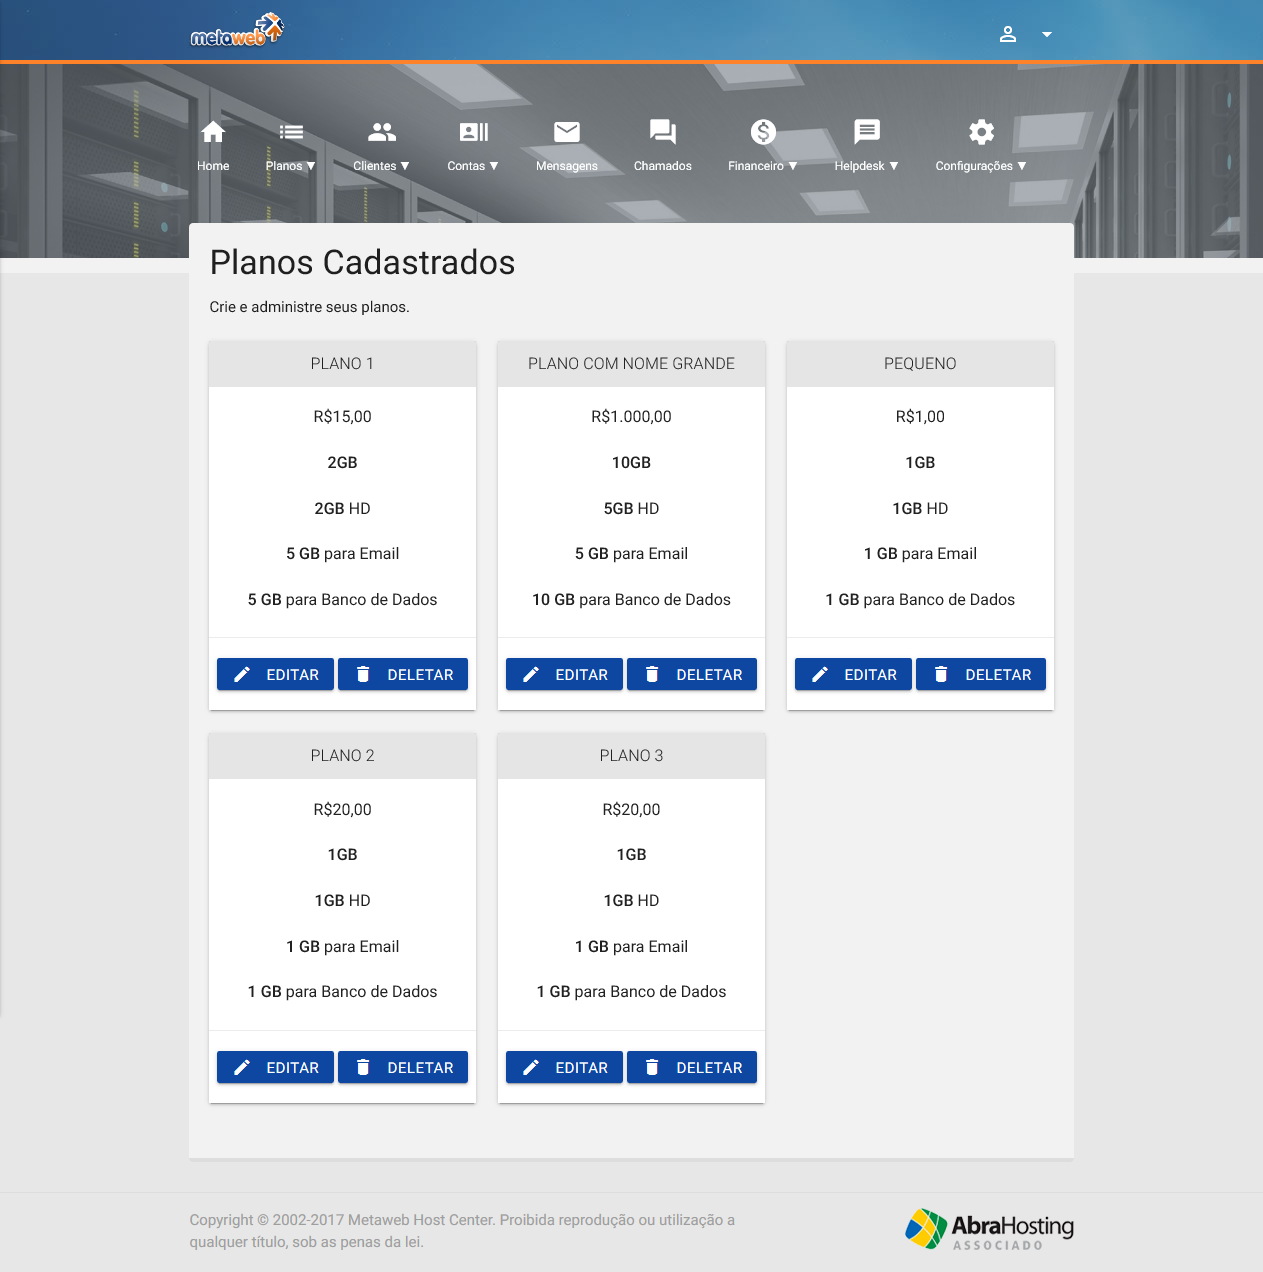 metaweb
Home
Planos ▼
Clientes ▼
Contas ▼
Mensagens
Chamados
Financeiro ▼
Helpdesk ▼
Configurações ▼
Planos Cadastrados
Crie e administre seus planos.
PLANO 1
R$15,00
2GB
2GB HD
5 GB para Email
5 GB para Banco de Dados
EDITAR
DELETAR
PLANO COM NOME GRANDE
R$1.000,00
10GB
5GB HD
5 GB para Email
10 GB para Banco de Dados
EDITAR
DELETAR
PEQUENO
R$1,00
1GB
1GB HD
1 GB para Email
1 GB para Banco de Dados
EDITAR
DELETAR
PLANO 2
R$20,00
1GB
1GB HD
1 GB para Email
1 GB para Banco de Dados
EDITAR
DELETAR
PLANO 3
R$20,00
1GB
1GB HD
1 GB para Email
1 GB para Banco de Dados
EDITAR
DELETAR
Copyright © 2002-2017 Metaweb Host Center. Proibida reprodução ou utilização a
qualquer título, sob as penas da lei.
AbraHosting
ASSOCIADO